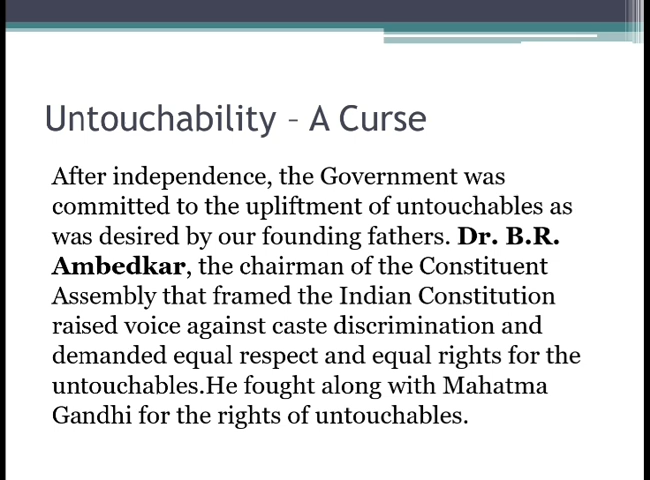 Untouchability – A Curse
After independence, the Government was
committed to the upliftment of untouchables as
was desired by our founding fathers. Dr. B.R.
Ambedkar, the chairman of the Constituent
Assembly that framed the Indian Constitution
raised voice against caste discrimination and
demanded equal respect and equal rights for the
untouchables.He fought along with Mahatma
Gandhi for the rights of untouchables.